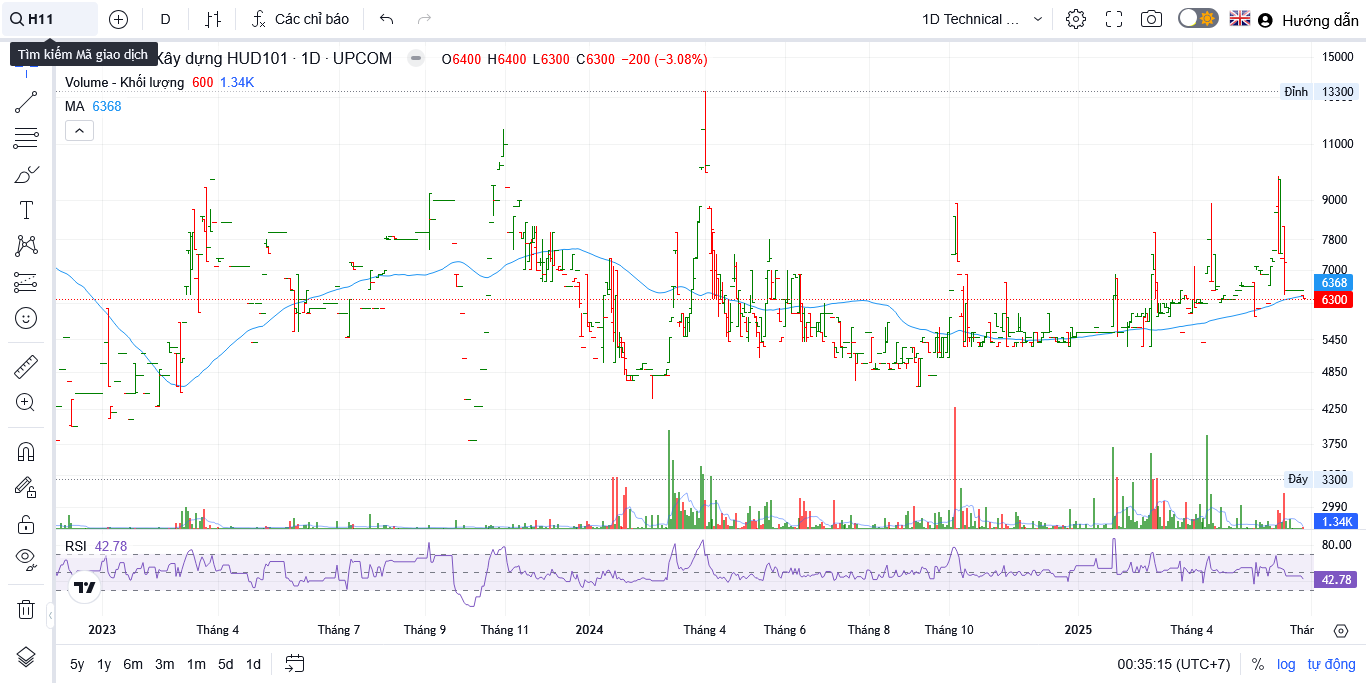 H11 D Các chỉ báo 1D Technical ... Hướng dẫn
Tìm kiếm Mã giao dịch
Xây dựng HUD101 · 1D · UPCOM O6400 H6400 L6300 C6300 −200 (−3.08%)
Volume - Khối lượng 600 1.34K
MA 6368
15000
Đỉnh 13300
11000
9000
7800
7000
6368
6300
5450
4850
4250
3750
Đáy 3300
2990
1.34K
RSI 42.78
80.00
42.78
2023 Tháng 4 Tháng 7 Tháng 9 Tháng 11 2024 Tháng 4 Tháng 6 Tháng 8 Tháng 10 2025 Tháng 4 Thár
5y 1y 6m 3m 1m 5d 1d 00:35:15 (UTC+7) % log tự động